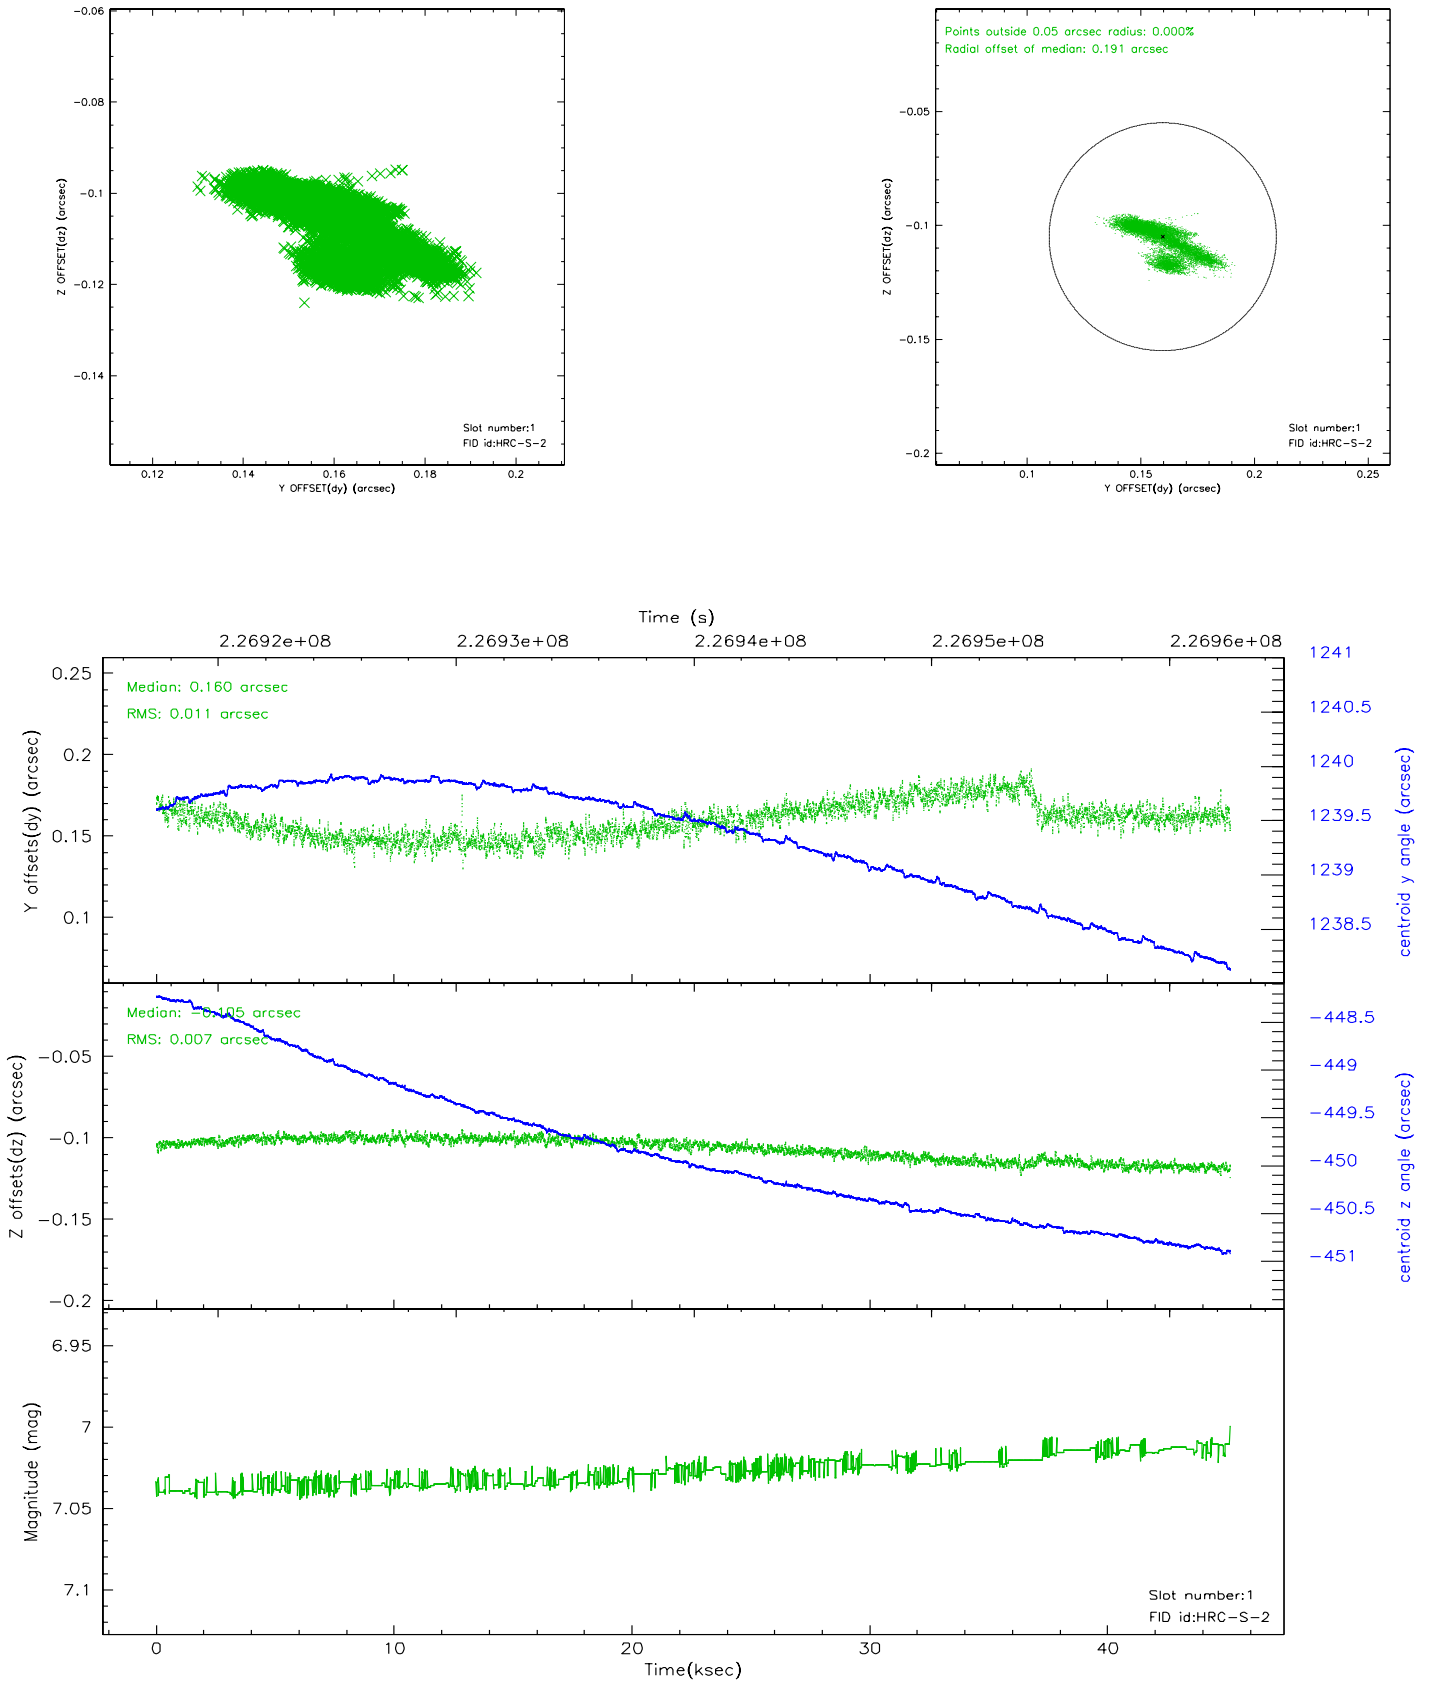 -0.06
-0.08
-0.1
-0.12
-0.14
Z OFFSET(dz) (arcsec)
Slot number:1
FID id:HRC-S-2
0.12 0.14 0.16 0.18 0.2
Y OFFSET(dy) (arcsec)
Points outside 0.05 arcsec radius: 0.000%
Radial offset of median: 0.191 arcsec
-0.05
-0.1
-0.15
-0.2
Z OFFSET(dz) (arcsec)
Slot number:1
FID id:HRC-S-2
0.1 0.15 0.2 0.25
Y OFFSET(dy) (arcsec)
Time (s)
2.2692e+08 2.2693e+08 2.2694e+08 2.2695e+08 2.2696e+08
0.25
0.2
0.15
0.1
Y offsets(dy) (arcsec)
Median: 0.160 arcsec
RMS: 0.011 arcsec
1241
1240.5
1240
1239.5
1239
1238.5
centroid y angle (arcsec)
-0.05
-0.1
-0.15
-0.2
Z offsets(dz) (arcsec)
Median: -0.105 arcsec
RMS: 0.007 arcsec
-448.5
-449
-449.5
-450
-450.5
-451
centroid z angle (arcsec)
6.95
7
7.05
7.1
Magnitude (mag)
Slot number:1
FID id:HRC-S-2
0 10 20 30 40
Time(ksec)